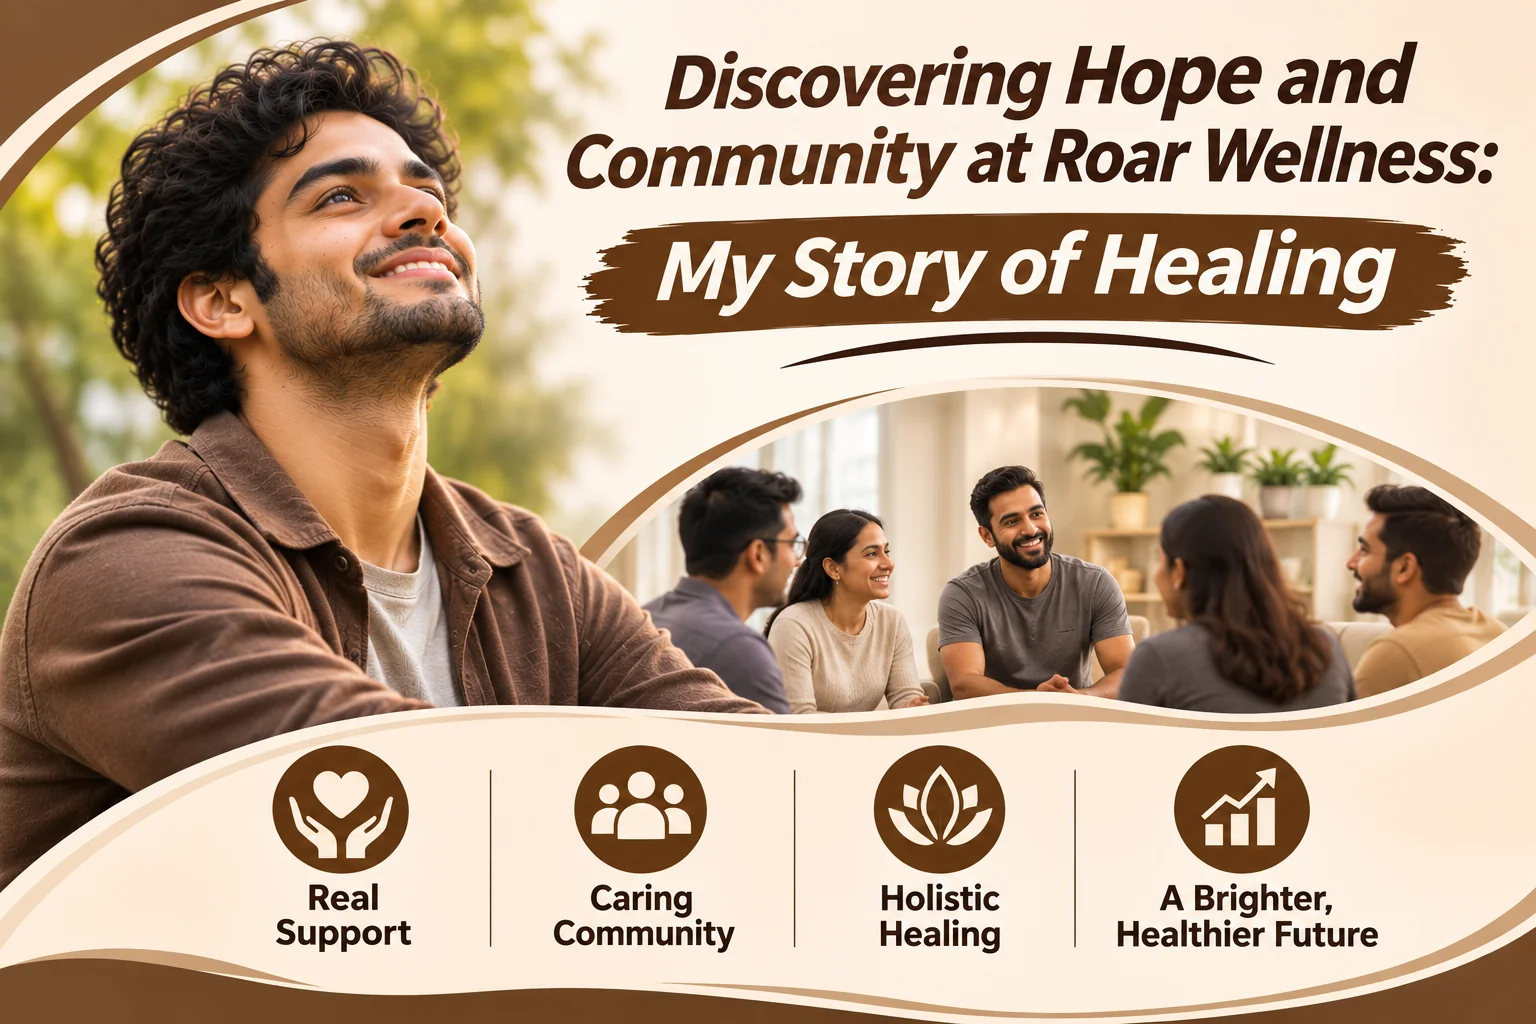 Discovering Hope and
Community at Roar Wellness:
My Story of Healing
Real
Support
Caring
Community
Holistic
Healing
A Brighter,
Healthier Future